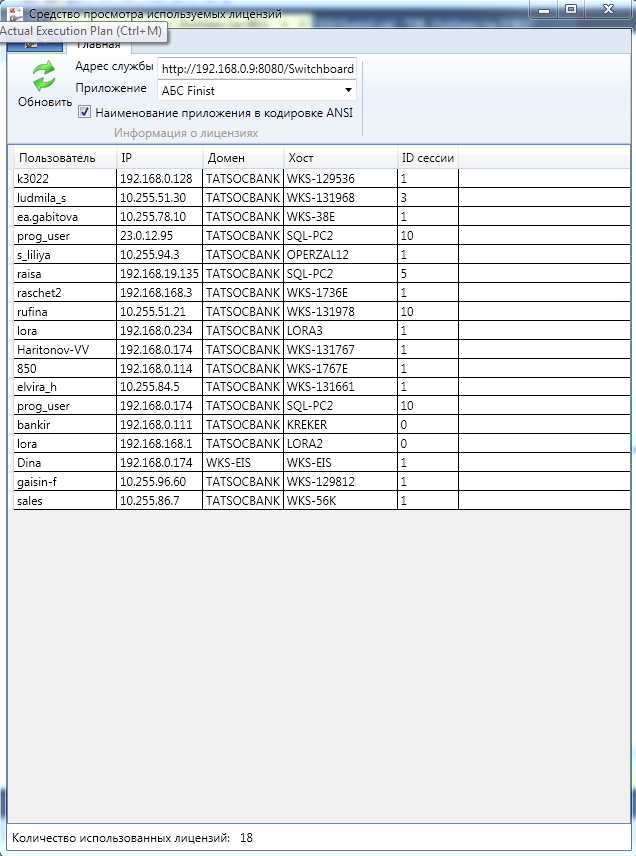 Средство просмотра используемых лицензий
Actual Execution Plan (Ctrl+M)
Главная
Адрес службы http://192.168.0.9:8080/Switchboard
Приложение АБС Finist
Обновить
Наименование приложения в кодировке ANSI
Информация о лицензиях
Пользователь IP Домен Хост ID сессии
k3022 192.168.0.128 TATSOCBANK WKS-129536 1
ludmila_s 10.255.51.30 TATSOCBANK WKS-131968 3
ea.gabitova 10.255.78.10 TATSOCBANK WKS-38E 1
prog_user 23.0.12.95 TATSOCBANK SQL-PC2 10
s_liliya 10.255.94.3 TATSOCBANK OPERZAL12 1
raisa 192.168.19.135 TATSOCBANK SQL-PC2 5
raschet2 192.168.168.3 TATSOCBANK WKS-1736E 1
rufina 10.255.51.21 TATSOCBANK WKS-131978 10
lora 192.168.0.234 TATSOCBANK LORA3 1
Haritonov-VV 192.168.0.174 TATSOCBANK WKS-131767 1
850 192.168.0.114 TATSOCBANK WKS-1767E 1
elvira_h 10.255.84.5 TATSOCBANK WKS-131661 1
prog_user 192.168.0.174 TATSOCBANK SQL-PC2 10
bankir 192.168.0.111 TATSOCBANK KREKER 0
lora 192.168.168.1 TATSOCBANK LORA2 0
Dina 192.168.0.174 WKS-EIS WKS-EIS 1
gaisin-f 10.255.96.60 TATSOCBANK WKS-129812 1
sales 10.255.86.7 TATSOCBANK WKS-56K 1
Количество использованных лицензий: 18